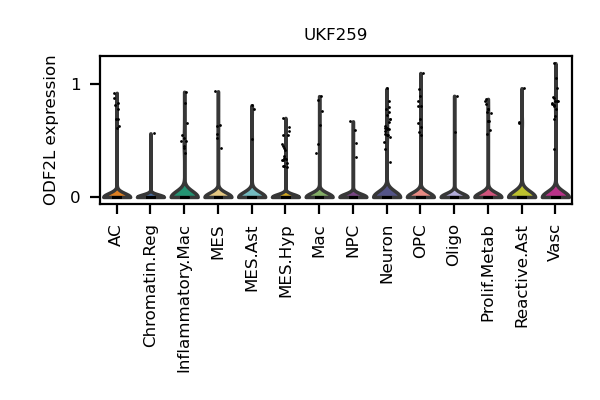 UKF259
ODF2L expression
1
0
AC
Chromatin.Reg
Inflammatory.Mac
MES
MES.Ast
MES.Hyp
Mac
NPC
Neuron
OPC
Oligo
Prolif.Metab
Reactive.Ast
Vasc